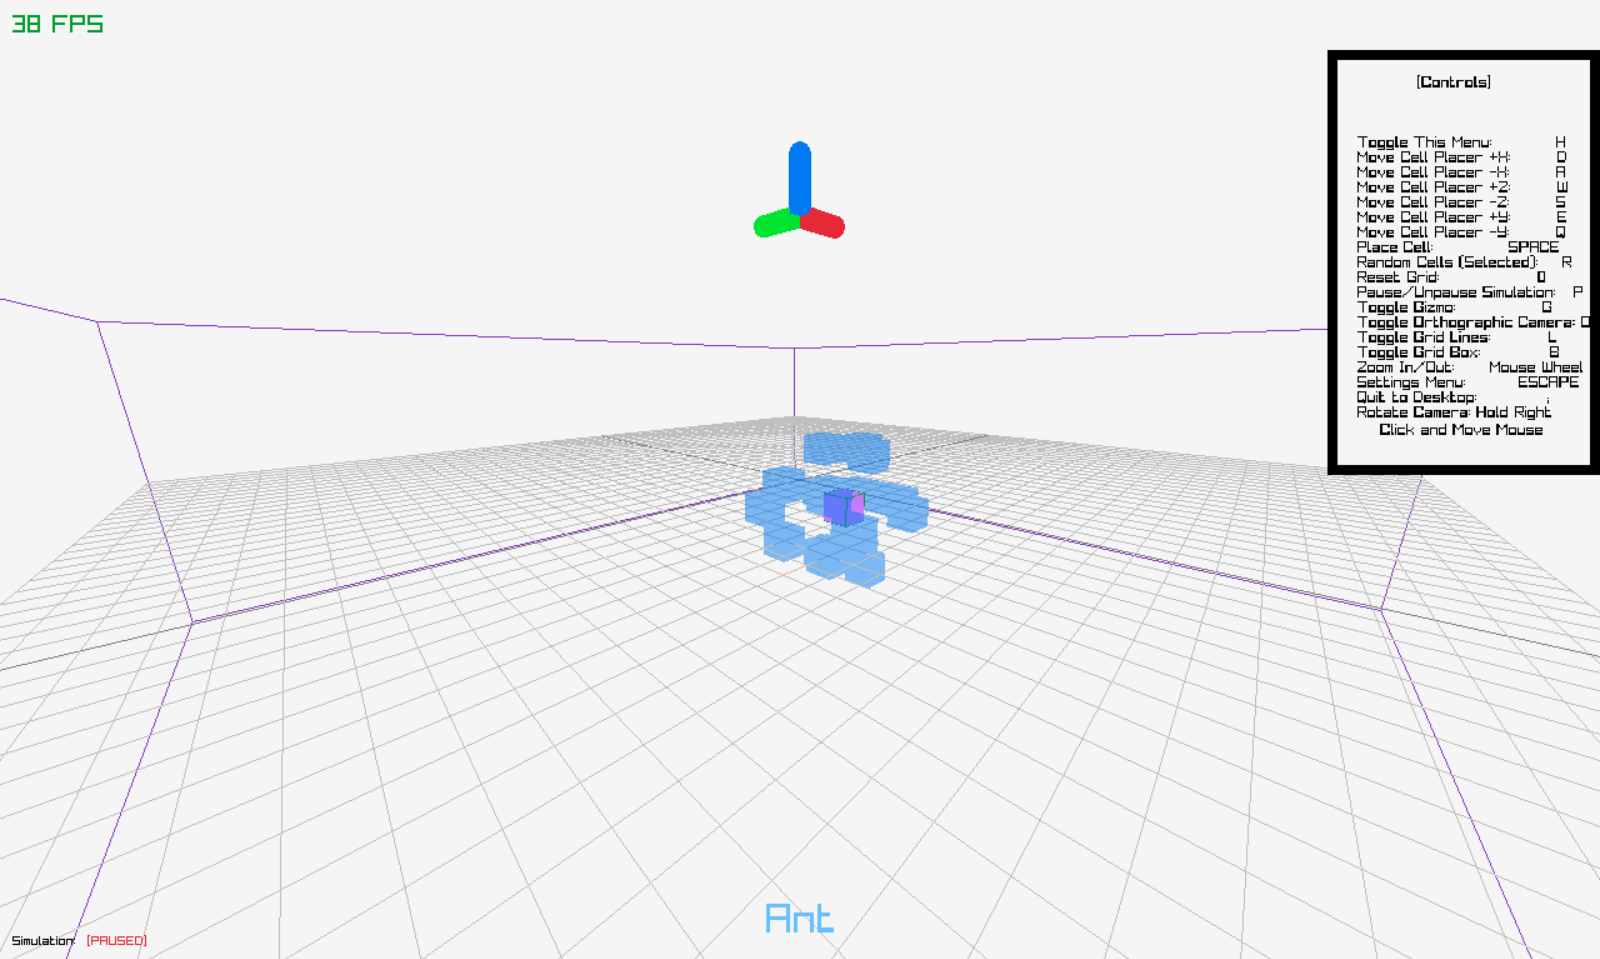 38 FPS
[Controls]
Toggle This Menu: H
Move Cell Placer +X: D
Move Cell Placer -X: A
Move Cell Placer +Z: W
Move Cell Placer -Z: S
Move Cell Placer +Y: E
Move Cell Placer -Y: Q
Place Cell: SPACE
Random Cells (Selected): R
Reset Grid: 0
Pause/Unpause Simulation: P
Toggle Gizmo: G
Toggle Orthographic Camera: O
Toggle Grid Lines: L
Toggle Grid Box: B
Zoom In/Out: Mouse Wheel
Settings Menu: ESCAPE
Quit to Desktop: ;
Rotate Camera: Hold Right
Click and Move Mouse
Ant
Simulation: [PAUSED]